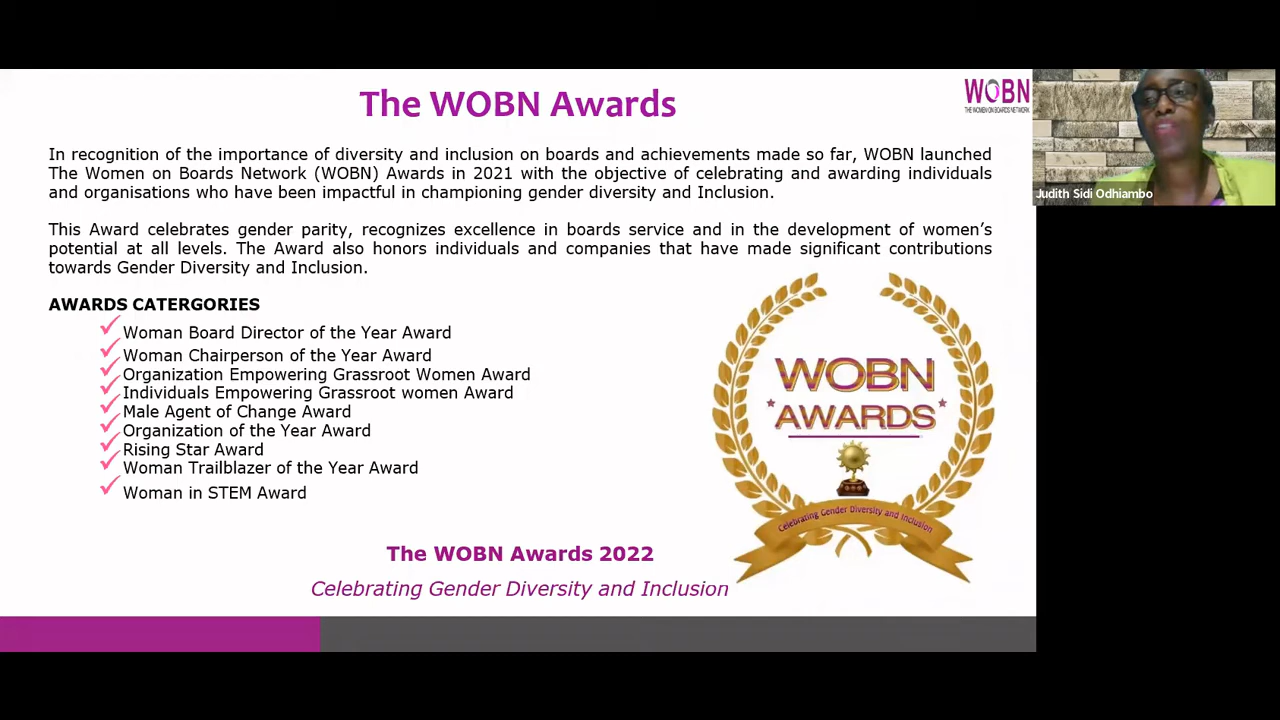 The WOBN Awards
WOBN
THE WOMEN ON BOARDS NETWORK
Judith Sidi Odhiambo
In recognition of the importance of diversity and inclusion on boards and achievements made so far, WOBN launched
The Women on Boards Network (WOBN) Awards in 2021 with the objective of celebrating and awarding individuals
and organisations who have been impactful in championing gender diversity and Inclusion.
This Award celebrates gender parity, recognizes excellence in boards service and in the development of women’s
potential at all levels. The Award also honors individuals and companies that have made significant contributions
towards Gender Diversity and Inclusion.
AWARDS CATERGORIES
Woman Board Director of the Year Award
Woman Chairperson of the Year Award
Organization Empowering Grassroot Women Award
Individuals Empowering Grassroot women Award
Male Agent of Change Award
Organization of the Year Award
Rising Star Award
Woman Trailblazer of the Year Award
Woman in STEM Award
WOBN
AWARDS
Celebrating Gender Diversity and Inclusion
The WOBN Awards 2022
Celebrating Gender Diversity and Inclusion